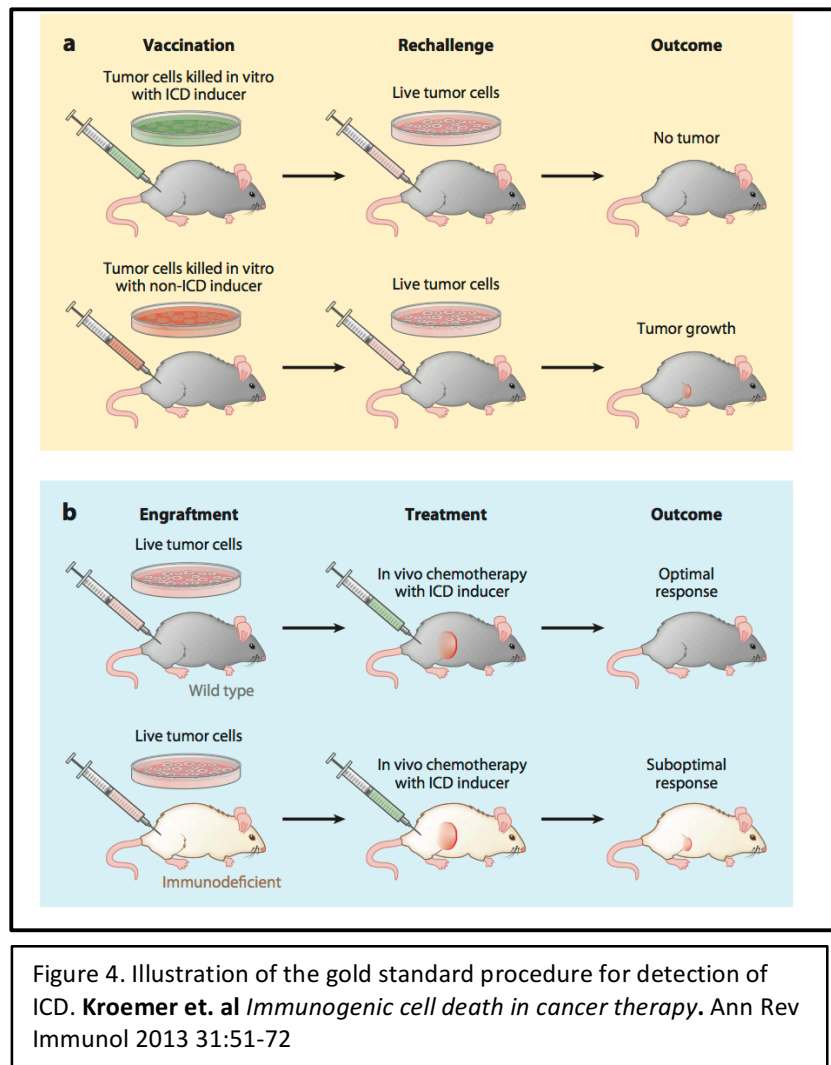 a
Vaccination
Rechallenge
Outcome
Tumor cells killed in vitro
with ICD inducer
Live tumor cells
No tumor
Tumor cells killed in vitro
with non-ICD inducer
Live tumor cells
Tumor growth
b
Engraftment
Treatment
Outcome
Live tumor cells
In vivo chemotherapy
with ICD inducer
Optimal
response
Wild type
Live tumor cells
In vivo chemotherapy
with ICD inducer
Suboptimal
response
Immunodeficient
Figure 4. Illustration of the gold standard procedure for detection of
ICD. Kroemer et. al Immunogenic cell death in cancer therapy. Ann Rev
Immunol 2013 31:51-72